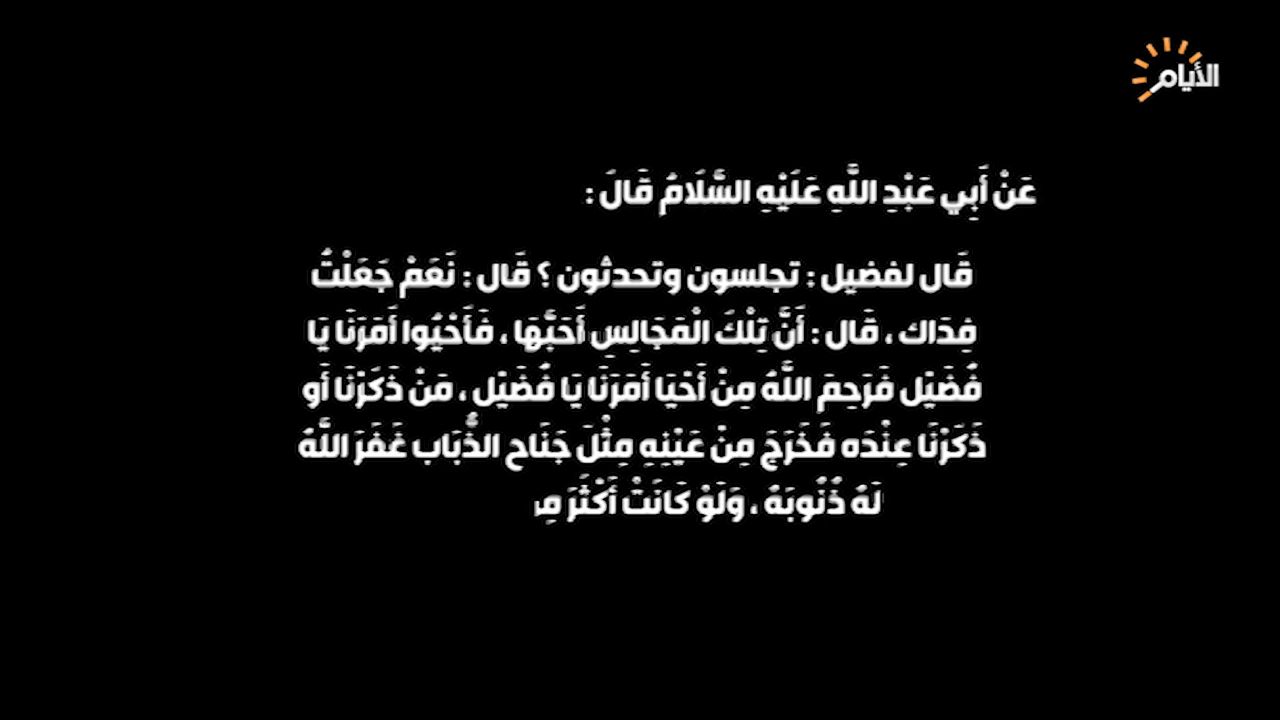 الأيام
عَنْ أَبِي عَبْدِ اللَّهِ عَلَيْهِ السَّلَامُ قَالَ :
قَال لفضيل : تجلسون وتحدثون ؟ قَال : نَعَمْ جَعَلْتُ
فِدَاك ، قَال : أَنَّ تِلْكَ الْمَجَالِسِ أَحَبُّهَا ، فَأَحْيُوا أَمَرَنَا يَا
فُضَيْل فَرَحِمَ اللَّهُ مِنْ أَحْيَا أَمَرَنَا يَا فُضَيْل ، مَنْ ذَكَرْنَا أَو
ذَكَرْنَا عِنْدَه فَخَرَجَ مِنْ عَيْنِهِ مِثْلَ جَنَاح الذُّبَاب غَفَرَ اللَّهُ
لَهُ ذُنُوبَهُ ، وَلَوْ كَانَتْ أَكْثَرَ مِ